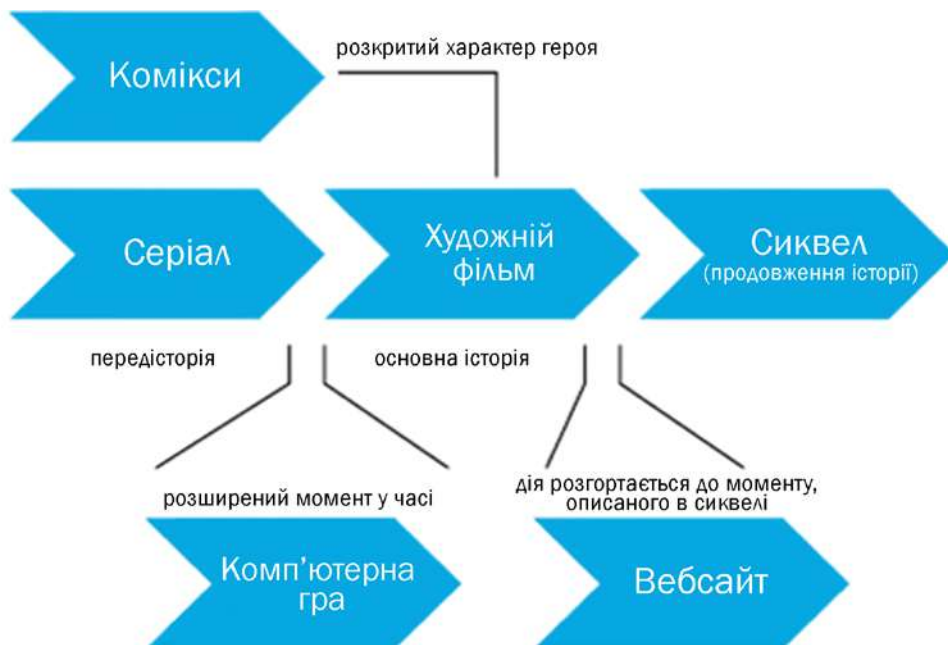 розкритий характер героя
Комікси
Серіал
Художній
фільм
Сиквел
(продовження історії)
передісторія
основна історія
розширений момент у часі
дія розгортається до моменту,
описаного в сиквелі
Комп’ютерна
гра
Вебсайт